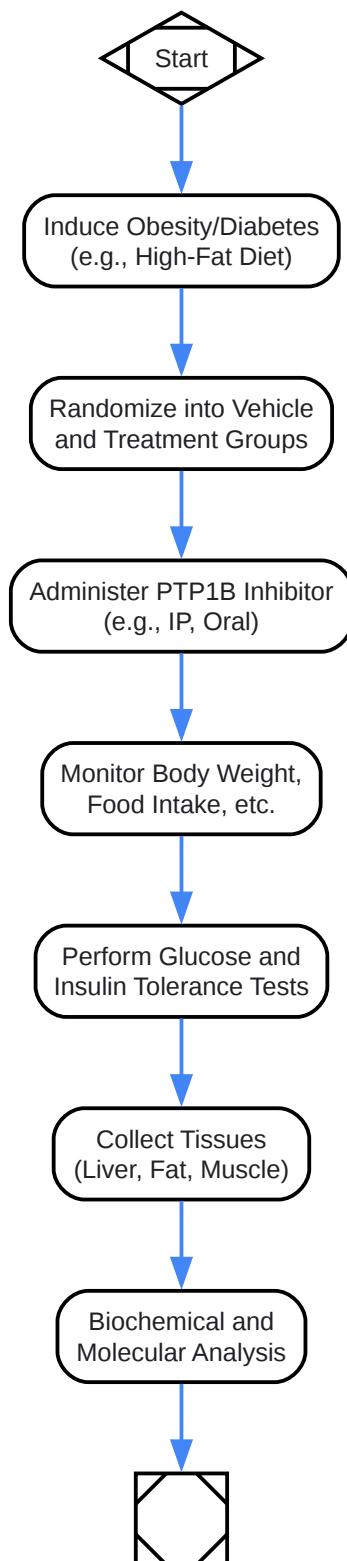 Start
Induce Obesity/Diabetes
(e.g., High-Fat Diet)
Randomize into Vehicle
and Treatment Groups
Administer PTP1B Inhibitor
(e.g., IP, Oral)
Monitor Body Weight,
Food Intake, etc.
Perform Glucose and
Insulin Tolerance Tests
Collect Tissues
(Liver, Fat, Muscle)
Biochemical and
Molecular Analysis